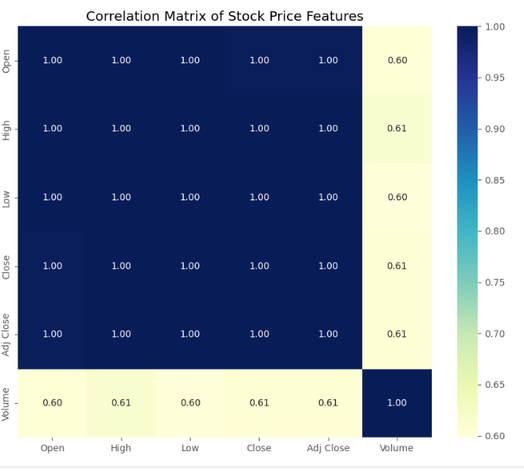 Correlation Matrix of Stock Price Features
Open 1.00 1.00 1.00 1.00 1.00 0.60
High 1.00 1.00 1.00 1.00 1.00 0.61
Low 1.00 1.00 1.00 1.00 1.00 0.60
Close 1.00 1.00 1.00 1.00 1.00 0.61
Adj Close 1.00 1.00 1.00 1.00 1.00 0.61
Volume 0.60 0.61 0.60 0.61 0.61 1.00
Open High Low Close Adj Close Volume
1.00
0.95
0.90
0.85
0.80
0.75
0.70
0.65
0.60